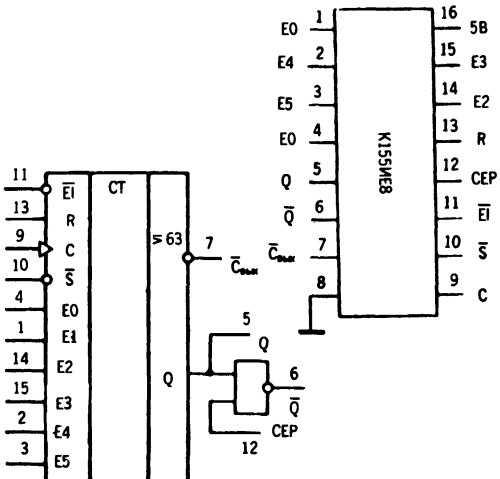 11 EI
13 R
9 C
10 S
4 E0
1 E1
14 E2
15 E3
2 E4
3 E5
CT
≥ 63
7 Cвых
Q
5 Q
6 Q
12 CEP
E0 1
E4 2
E5 3
E0 4
Q 5
Q 6
Cвых 7
8
К155ИЕ8
16 5В
15 E3
14 E2
13 R
12 CEP
11 EI
10 S
9 C